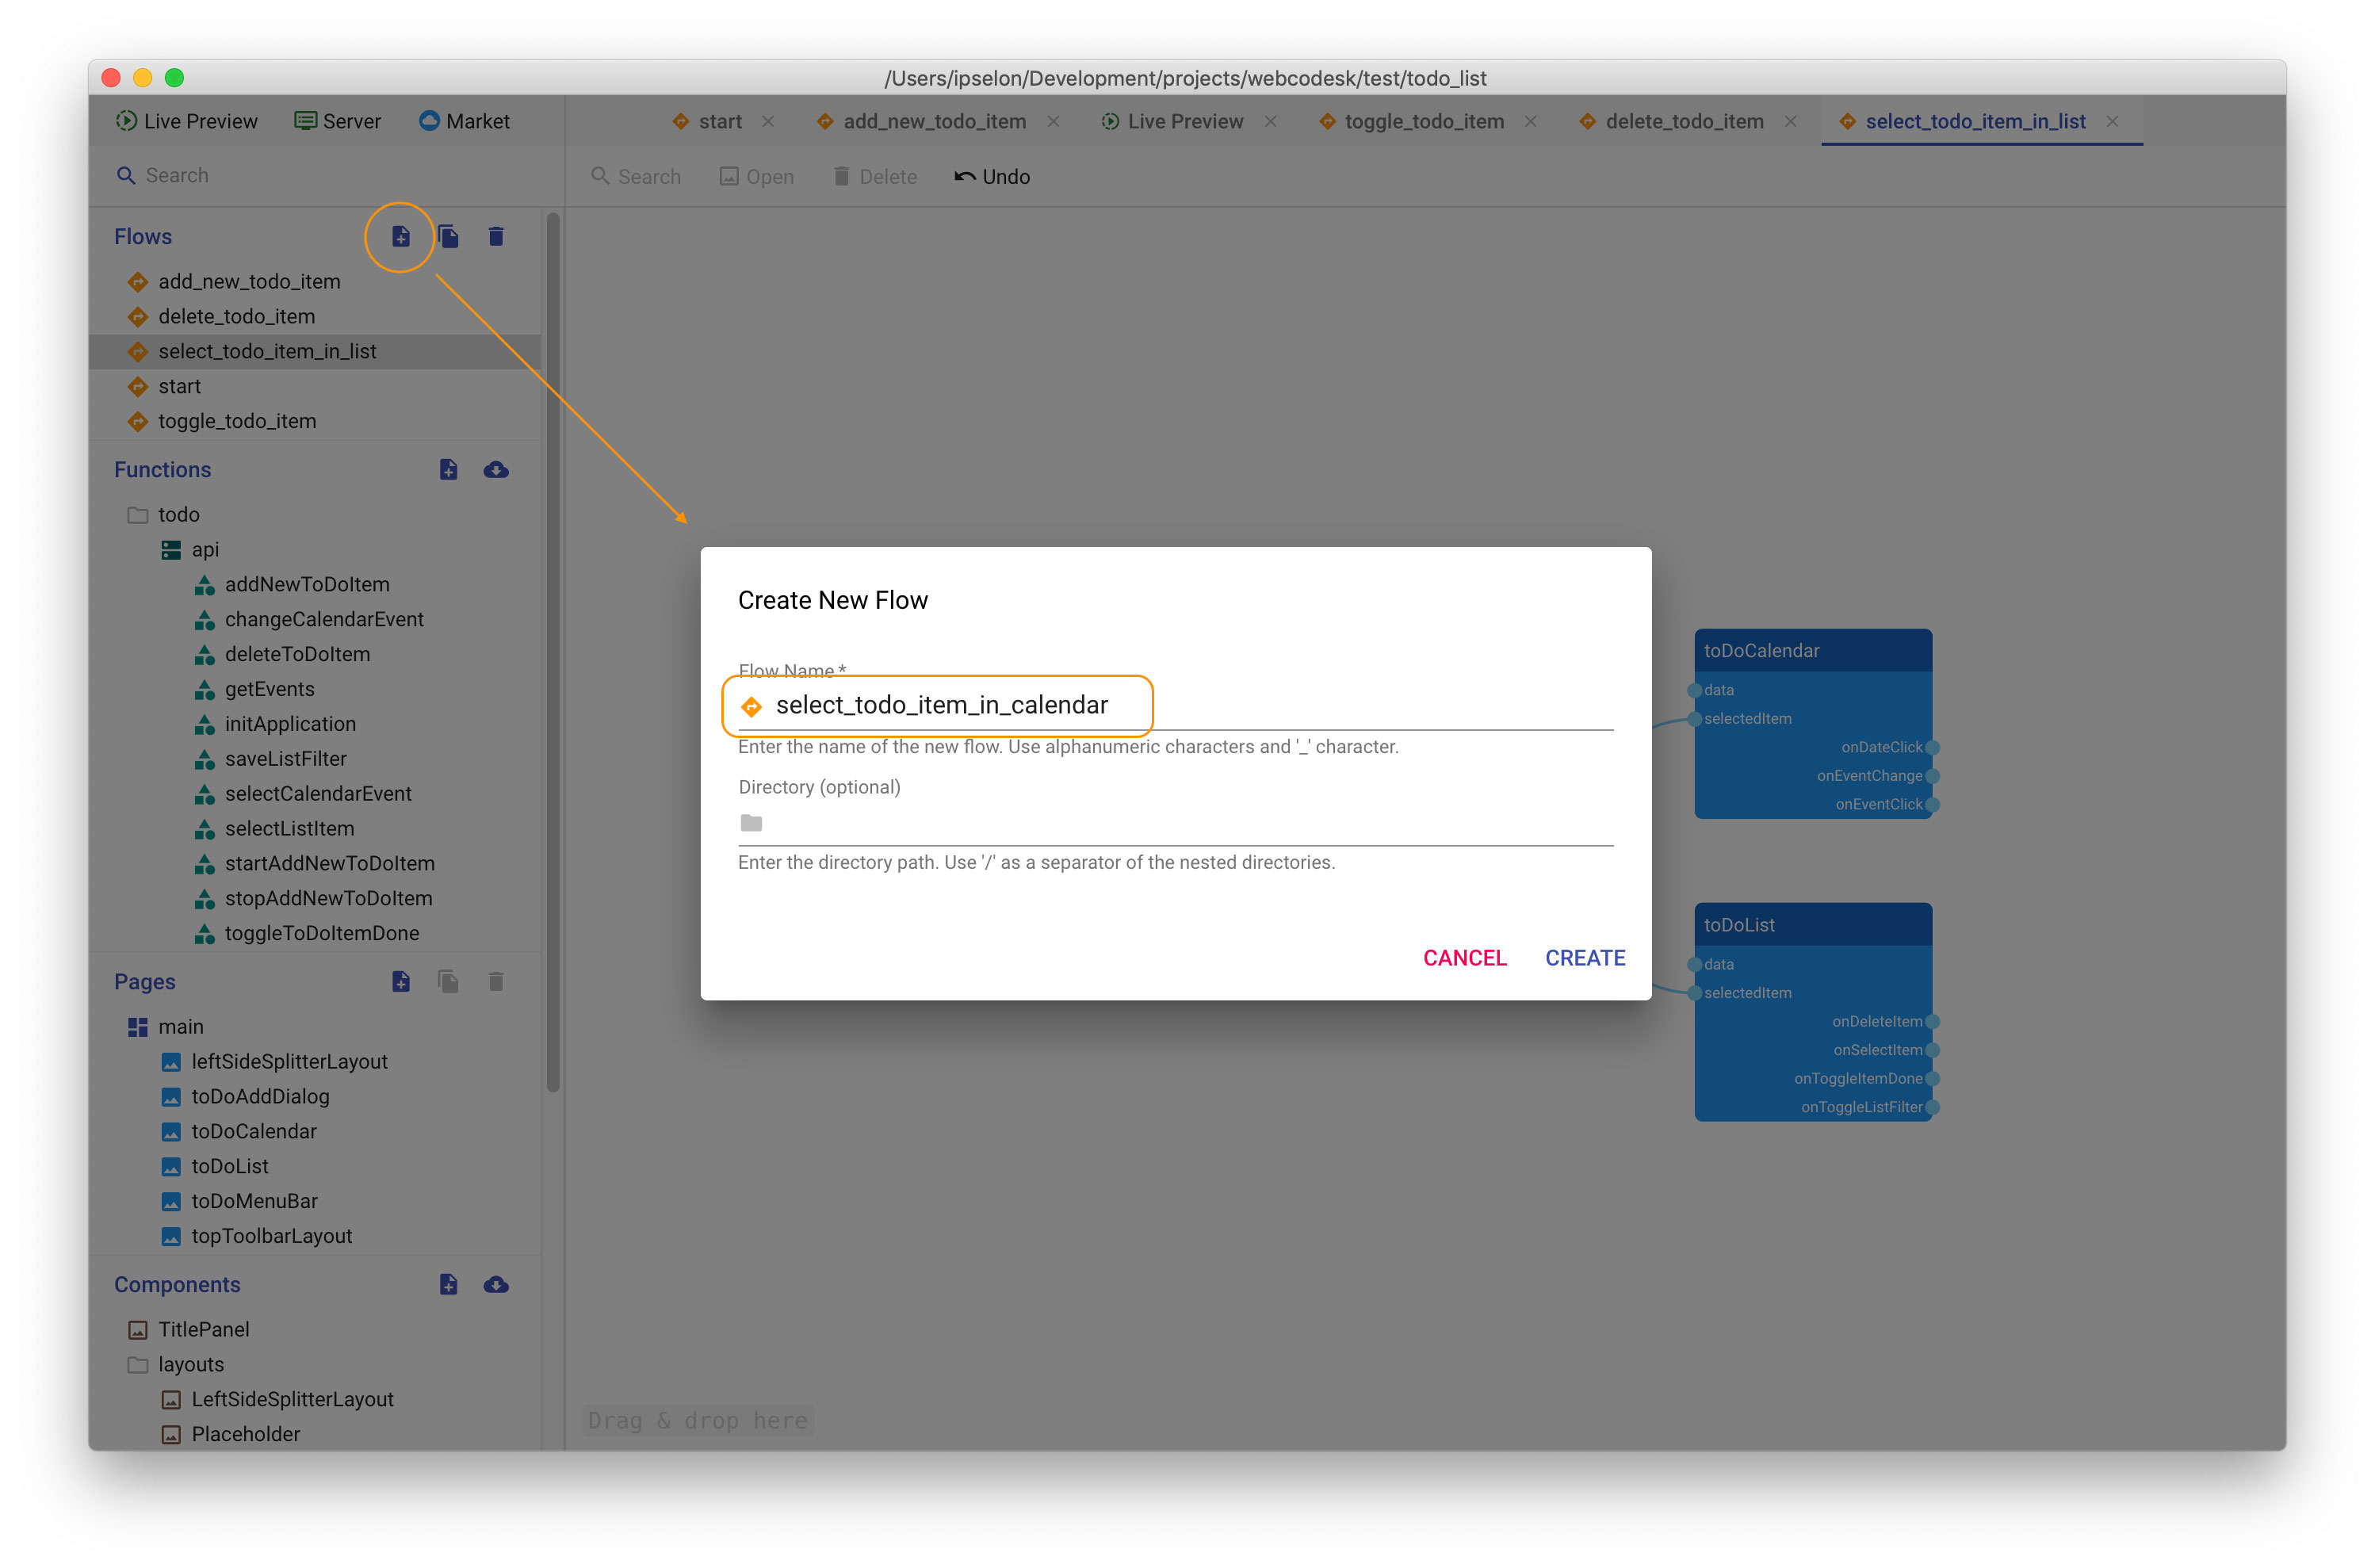 /Users/ipselon/Development/projects/webcodesk/test/todo_list
Live Preview Server Market
start add_new_todo_item Live Preview toggle_todo_item delete_todo_item select_todo_item_in_list
Search
Search Open Delete Undo
Flows
add_new_todo_item
delete_todo_item
select_todo_item_in_list
start
toggle_todo_item
Functions
todo
api
addNewToDoItem
changeCalendarEvent
deleteToDoItem
getEvents
initApplication
saveListFilter
selectCalendarEvent
selectListItem
startAddNewToDoItem
stopAddNewToDoItem
toggleToDoItemDone
Pages
main
leftSideSplitterLayout
toDoAddDialog
toDoCalendar
toDoList
toDoMenuBar
topToolbarLayout
Components
TitlePanel
layouts
LeftSideSplitterLayout
Placeholder
Create New Flow
Flow Name *
select_todo_item_in_calendar
Enter the name of the new flow. Use alphanumeric characters and '_' character.
Directory (optional)
Enter the directory path. Use '/' as a separator of the nested directories.
CANCEL CREATE
toDoCalendar
data
selectedItem
onDateClick
onEventChange
onEventClick
toDoList
data
selectedItem
onDeleteItem
onSelectItem
onToggleItemDone
onToggleListFilter
Drag & drop here